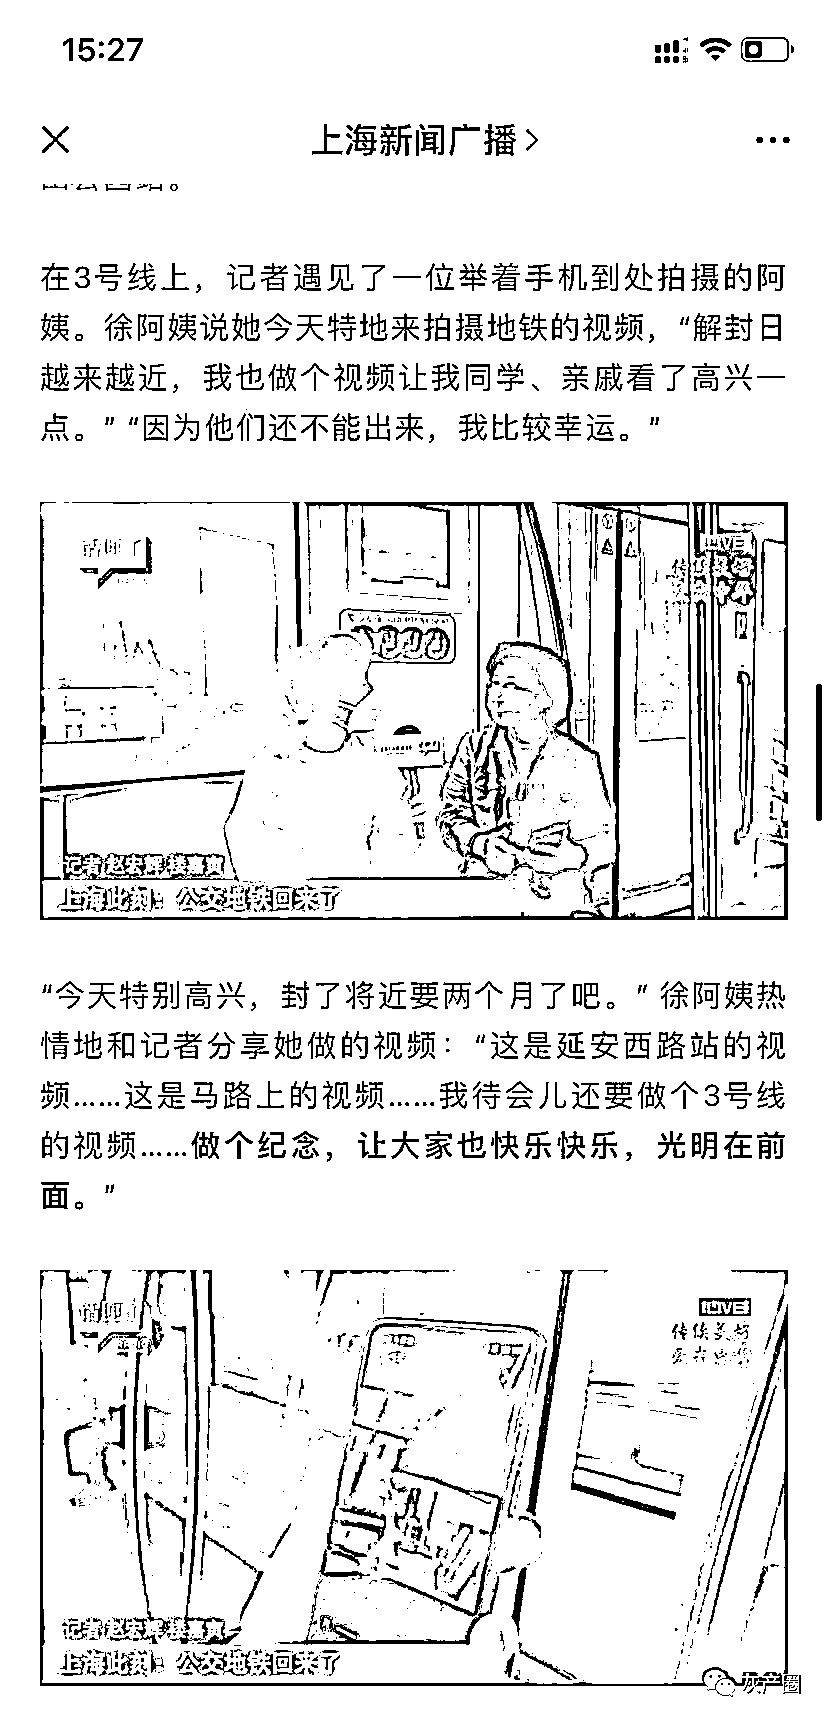 15:27
上海新闻广播
在3号线上，记者遇见了一位举着手机到处拍摄的阿
姨。徐阿姨说她今天特地来拍摄地铁的视频，“解封日
越来越近，我也做个视频让我同学、亲戚看了高兴一
点。” “因为他们还不能出来，我比较幸运。”
LIVE
上海此刻：公交地铁回来了
“今天特别高兴，封了将近要两个月了吧。” 徐阿姨热
情地和记者分享她做的视频：“这是延安西路站的视
频……这是马路上的视频……我待会儿还要做个3号线
的视频……做个纪念，让大家也快乐快乐，光明在前
面。”
LIVE
上海此刻：公交地铁回来了
灰产圈